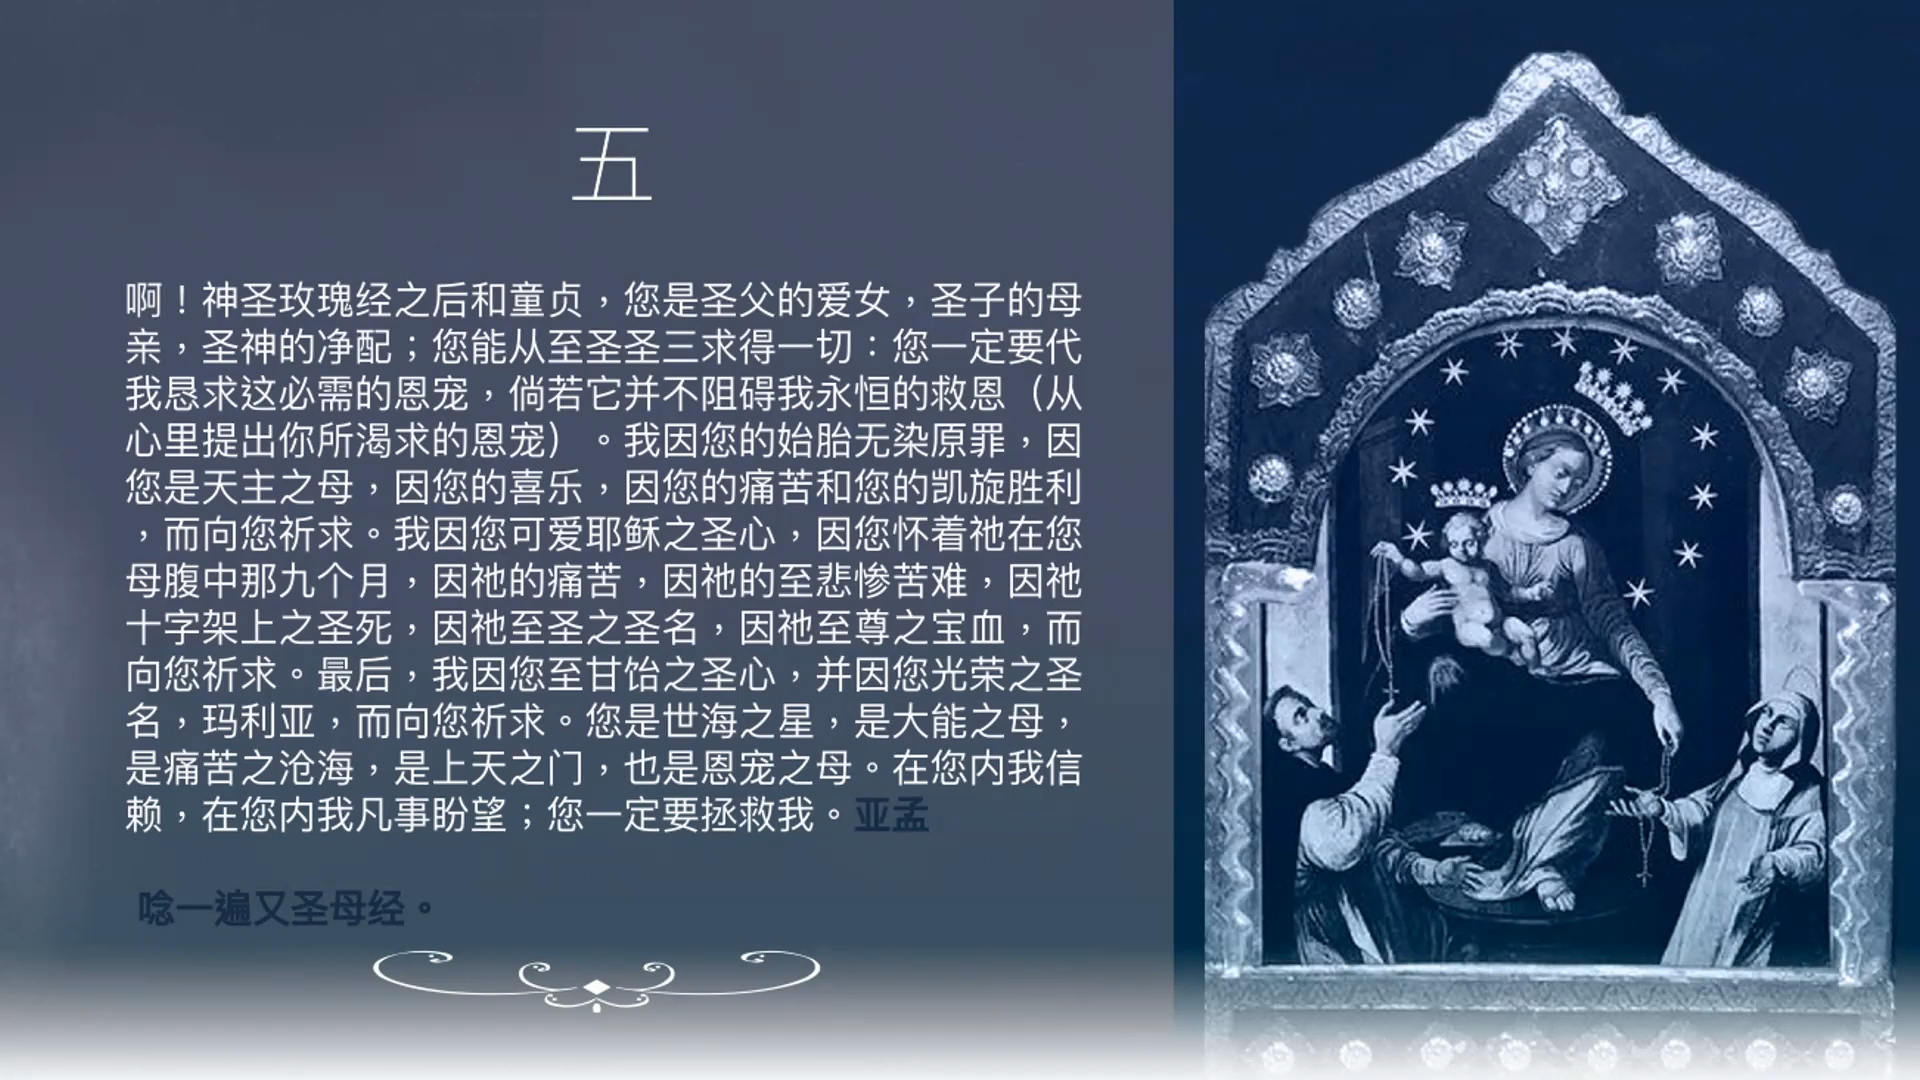 五
啊！神圣玫瑰经之后和童贞，您是圣父的爱女，圣子的母
亲，圣神的净配；您能从至圣圣三求得一切：您一定要代
我恳求这必需的恩宠，倘若它并不阻碍我永恒的救恩（从
心里提出你所渴求的恩宠）。我因您的始胎无染原罪，因
您是天主之母，因您的喜乐，因您的痛苦和您的凯旋胜利
，而向您祈求。我因您可爱耶稣之圣心，因您怀着祂在您
母腹中那九个月，因祂的痛苦，因祂的至悲惨苦难，因祂
十字架上之圣死，因祂至圣之圣名，因祂至尊之宝血，而
向您祈求。最后，我因您至甘饴之圣心，并因您光荣之圣
名，玛利亚，而向您祈求。您是世海之星，是大能之母，
是痛苦之沧海，是上天之门，也是恩宠之母。在您内我信
赖，在您内我凡事盼望；您一定要拯救我。亚孟
唸一遍又圣母经。